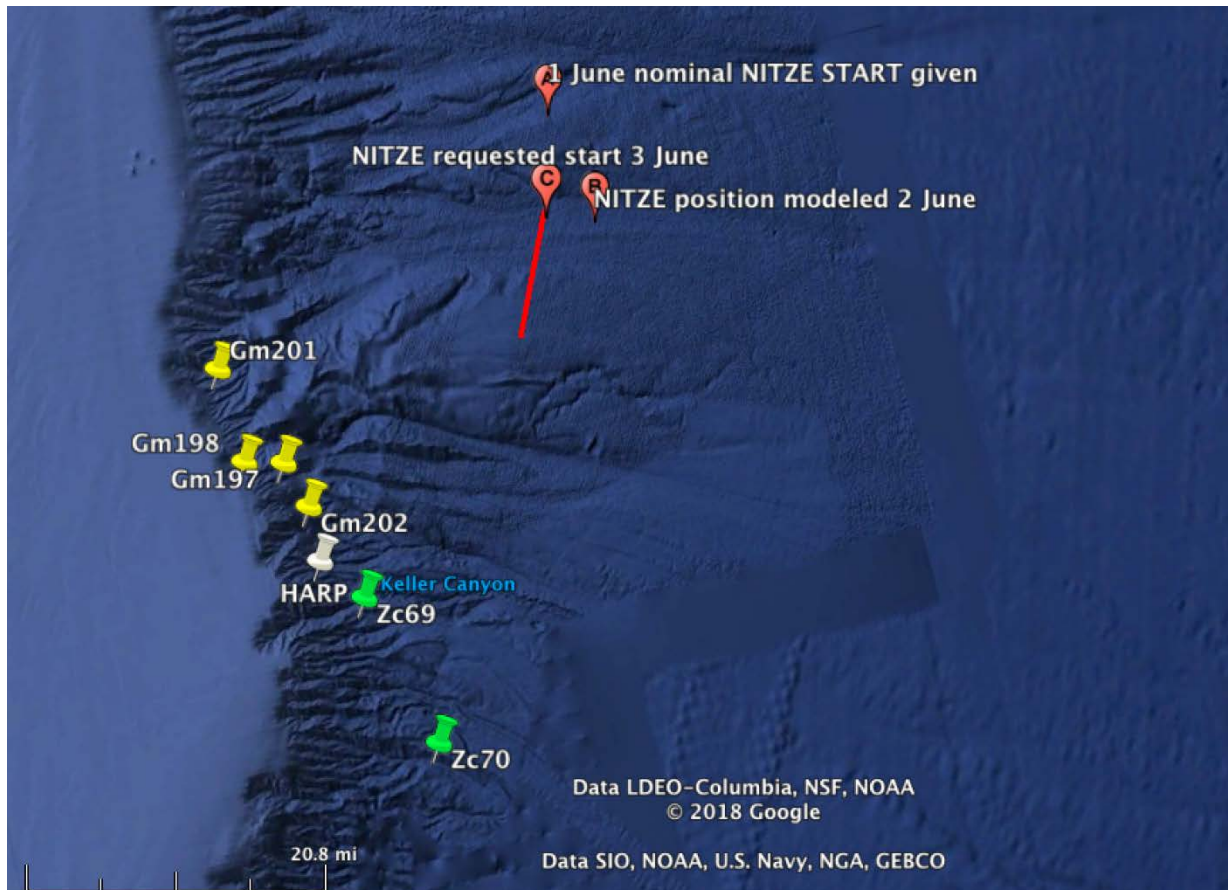 A
1 June nominal NITZE START given
NITZE requested start 3 June
C
B
NITZE position modeled 2 June
Gm201
Gm198
Gm197
Gm202
HARP
Keller Canyon
Zc69
Zc70
Data LDEO-Columbia, NSF, NOAA
© 2018 Google
20.8 mi
Data SIO, NOAA, U.S. Navy, NGA, GEBCO